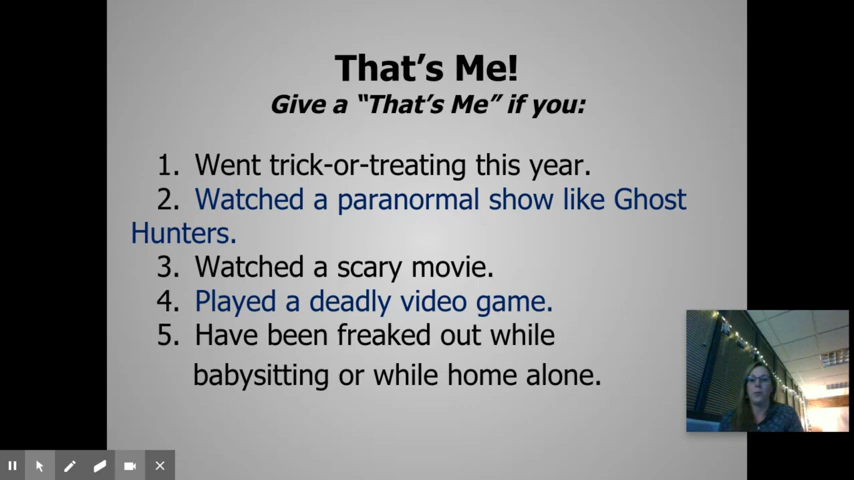 That's Me!
Give a "That's Me" if you:
1. Went trick-or-treating this year.
2. Watched a paranormal show like Ghost
Hunters.
3. Watched a scary movie.
4. Played a deadly video game.
5. Have been freaked out while
babysitting or while home alone.